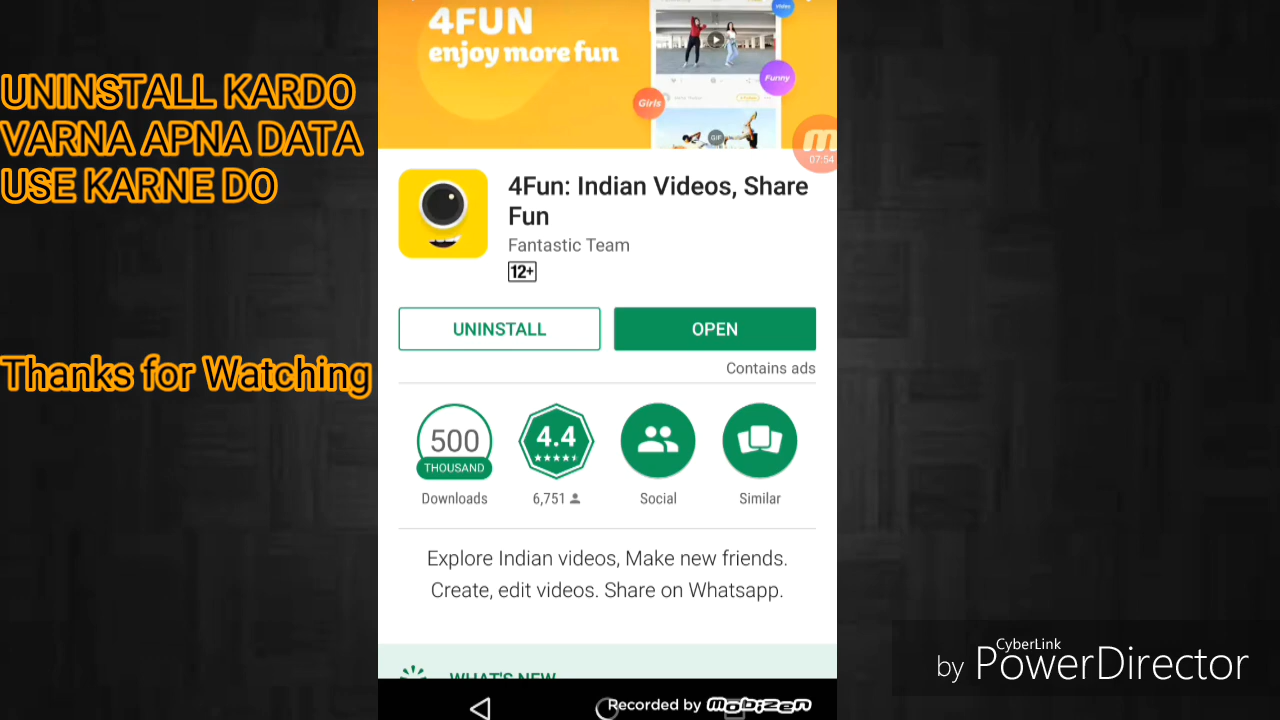 UNINSTALL KARDO
VARNA APNA DATA
USE KARNE DO
Thanks for Watching
4FUN
enjoy more fun
Video
Funny
Girls
GIF
07:54
4Fun: Indian Videos, Share
Fun
Fantastic Team
12+
UNINSTALL
OPEN
Contains ads
500
THOUSAND
Downloads
4.4
6,751
Social
Similar
Explore Indian videos, Make new friends.
Create, edit videos. Share on Whatsapp.
WHAT'S NEW
Recorded by mobizen
CyberLink
by PowerDirector